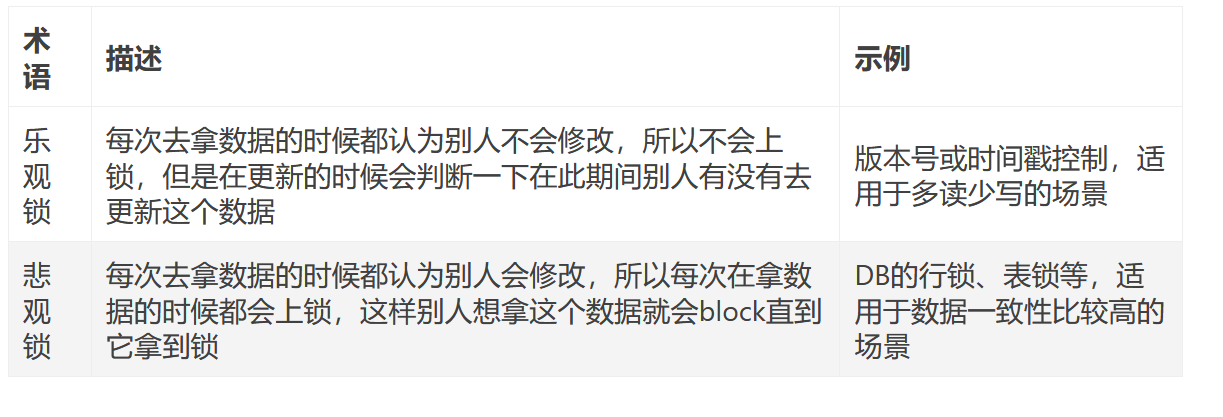 术
语
描述
示例
乐
观
锁
每次去拿数据的时候都认为别人不会修改，所以不会上
锁，但是在更新的时候会判断一下在此期间别人有没有去
更新这个数据
版本号或时间戳控制，适
用于多读少写的场景
悲
观
锁
每次去拿数据的时候都认为别人会修改，所以每次在拿数
据的时候都会上锁，这样别人想拿这个数据就会block直到
它拿到锁
DB的行锁、表锁等，适
用于数据一致性比较高的
场景